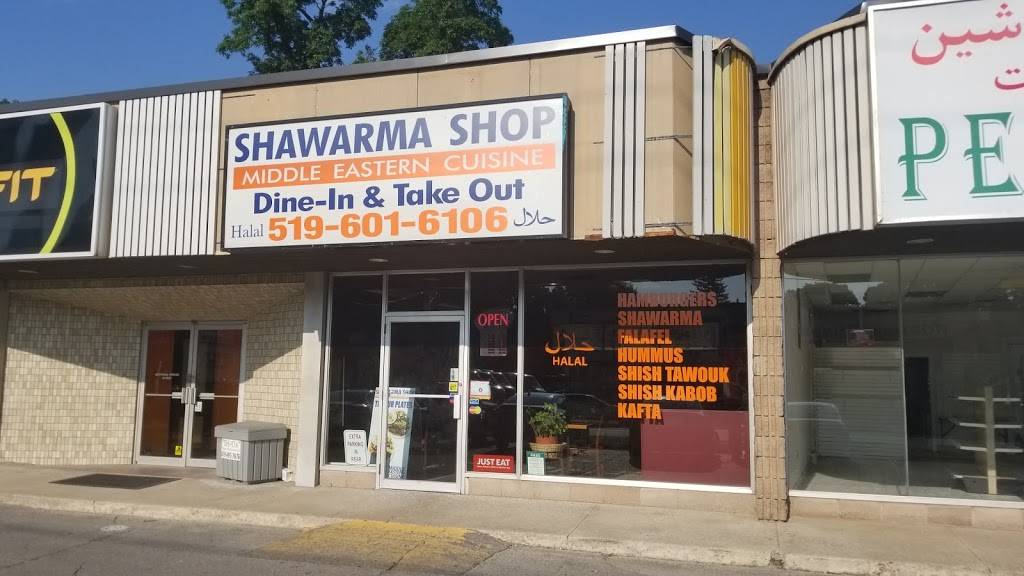 FIT
SHAWARMA SHOP
MIDDLE EASTERN CUISINE
Dine-In & Take Out
Halal 519-601-6106 حلال
شين
ت
PE
OPEN
حلال
HALAL
HAMBURGERS
SHAWARMA
FALAFEL
HUMMUS
SHISH TAWOUK
SHISH KABOB
KAFTA
EXTRA
PARKING
IN
REAR
JUST EAT